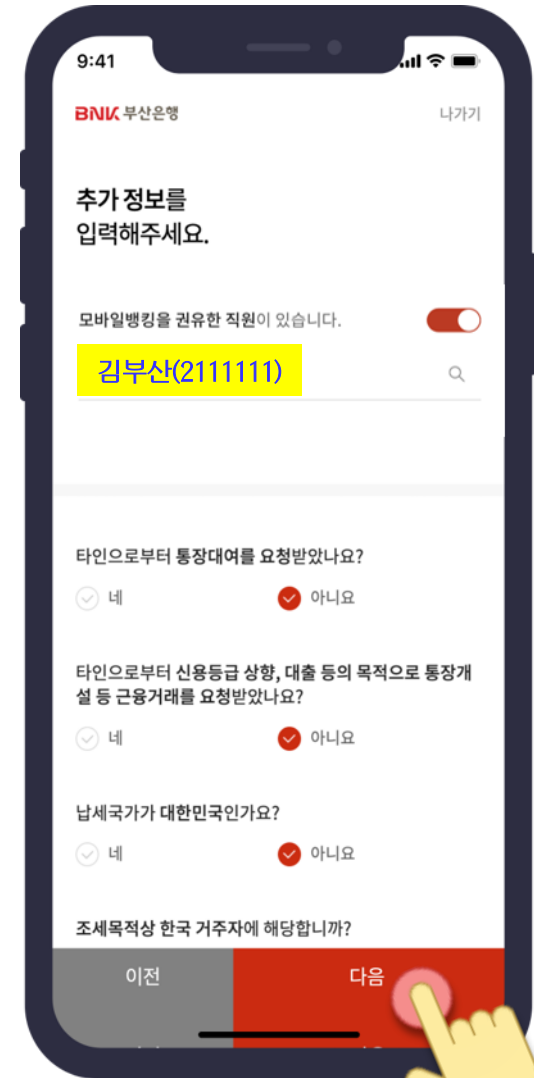 9:41
BNK 부산은행
나가기
추가 정보를
입력해주세요.
모바일뱅킹을 권유한 직원이 있습니다.
김부산(2111111)
타인으로부터 통장대여를 요청받았나요?
네
아니요
타인으로부터 신용등급 상향, 대출 등의 목적으로 통장개
설 등 근융거래를 요청받았나요?
네
아니요
납세국가가 대한민국인가요?
네
아니요
조세목적상 한국 거주자에 해당합니까?
이전
다음